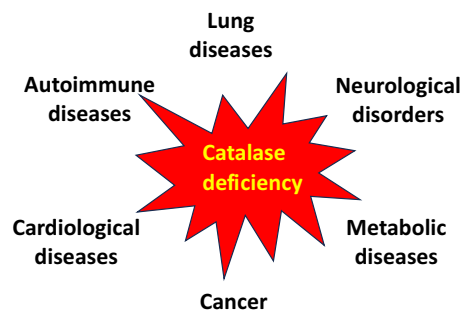 Lung
diseases
Autoimmune
diseases
Neurological
disorders
Catalase
deficiency
Cardiological
diseases
Metabolic
diseases
Cancer